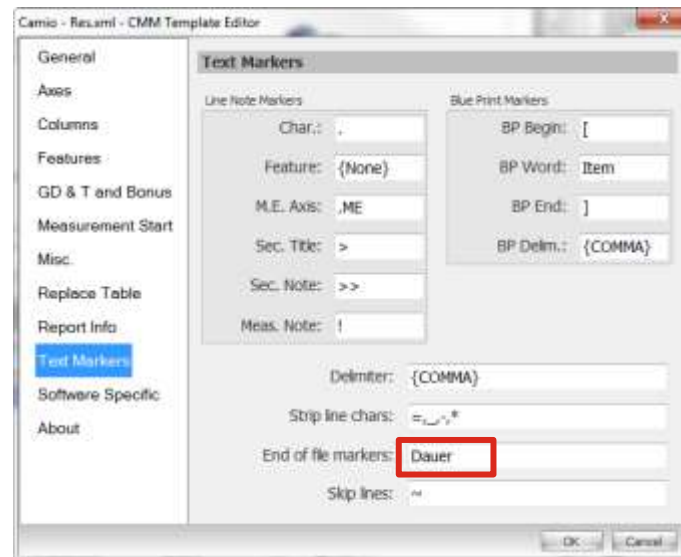 Camio - Res.xml - CMM Template Editor
General
Axes
Columns
Features
GD & T and Bonus
Measurement Start
Misc.
Replace Table
Report Info
Text Markers
Software Specific
About
Text Markers
Line Note Markers
Char.: .
Feature: {None}
M.E. Axis: .ME
Sec. Title: >
Sec. Note: >>
Meas. Note: !
Blue Print Markers
BP Begin: [
BP Word: Item
BP End: ]
BP Delim.: {COMMA}
Delimiter: {COMMA}
Strip line chars: =,_,-,*
End of file markers: Dauer
Skip lines: ~
OK
Cancel